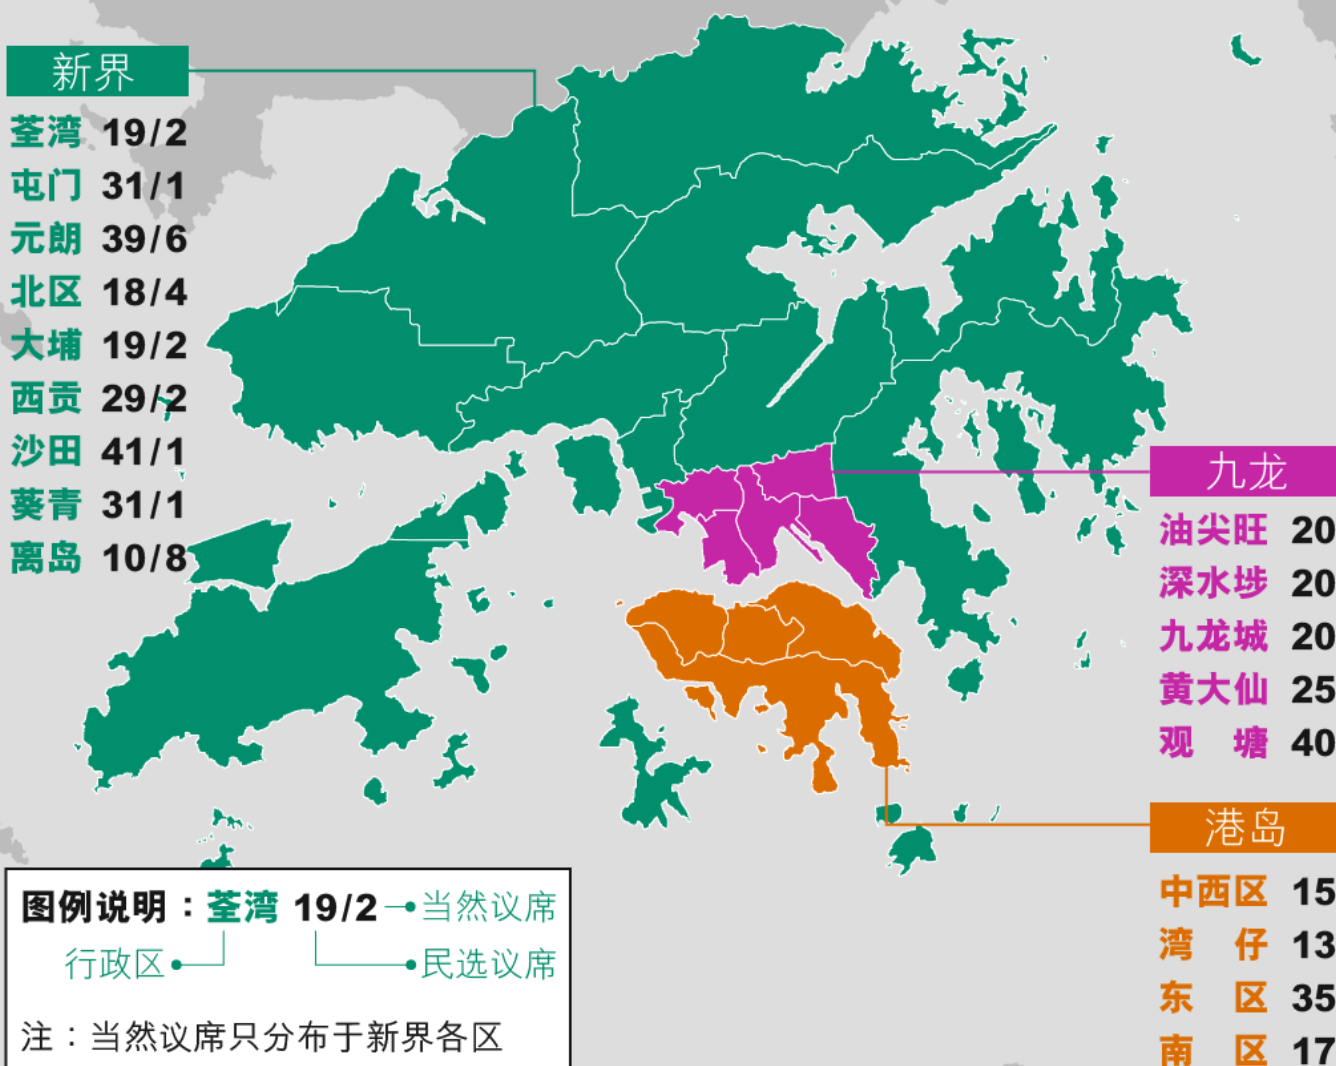 新界
荃湾 19/2
屯门 31/1
元朗 39/6
北区 18/4
大埔 19/2
西贡 29/2
沙田 41/1
葵青 31/1
离岛 10/8
九龙
油尖旺 20
深水埗 20
九龙城 20
黄大仙 25
观 塘 40
港岛
中西区 15
湾 仔 13
东 区 35
南 区 17
图例说明：荃湾 19/2 当然议席
行政区 民选议席
注：当然议席只分布于新界各区